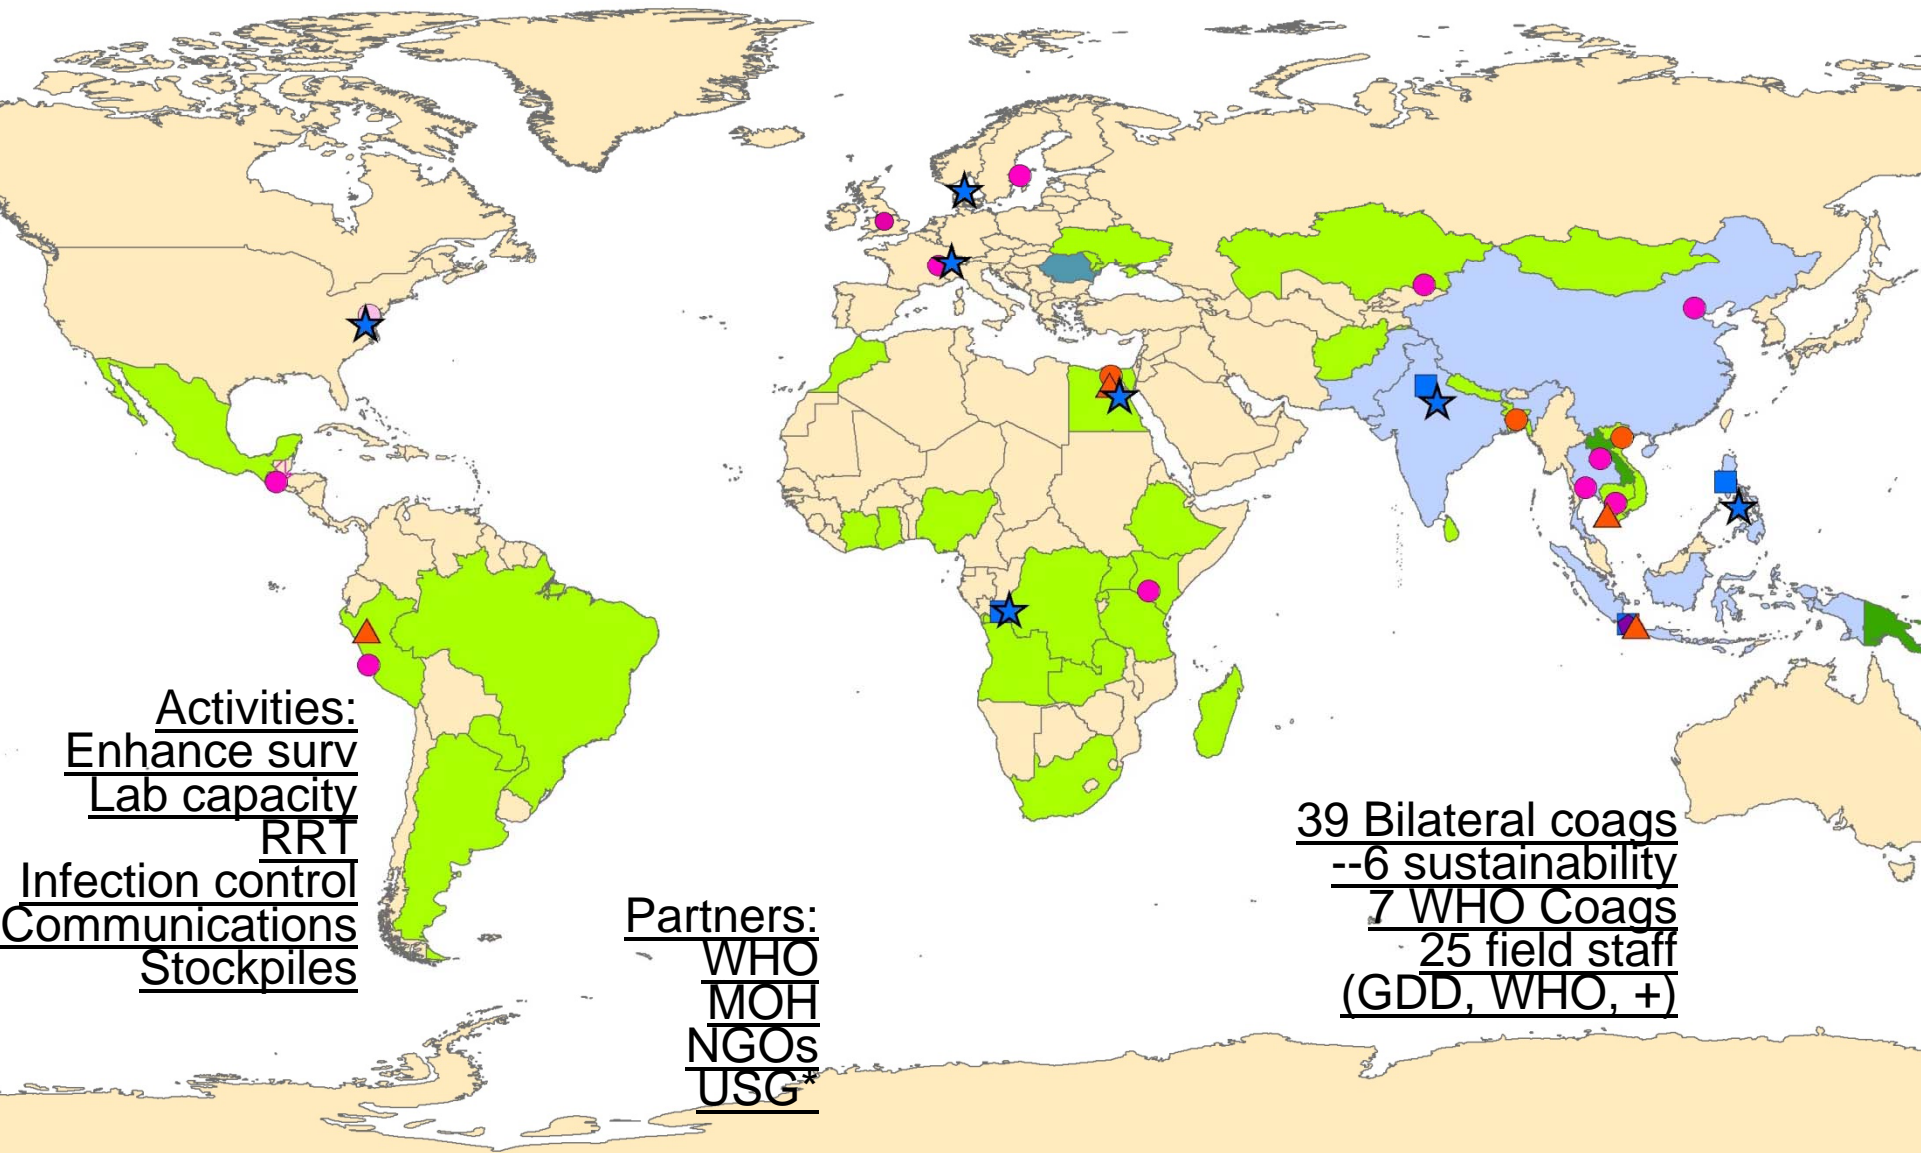 Activities:
Enhance surv
Lab capacity
RRT
Infection control
Communications
Stockpiles
Partners:
WHO
MOH
NGOs
USG*
39 Bilateral coags
--6 sustainability
7 WHO Coags
25 field staff
(GDD, WHO, +)